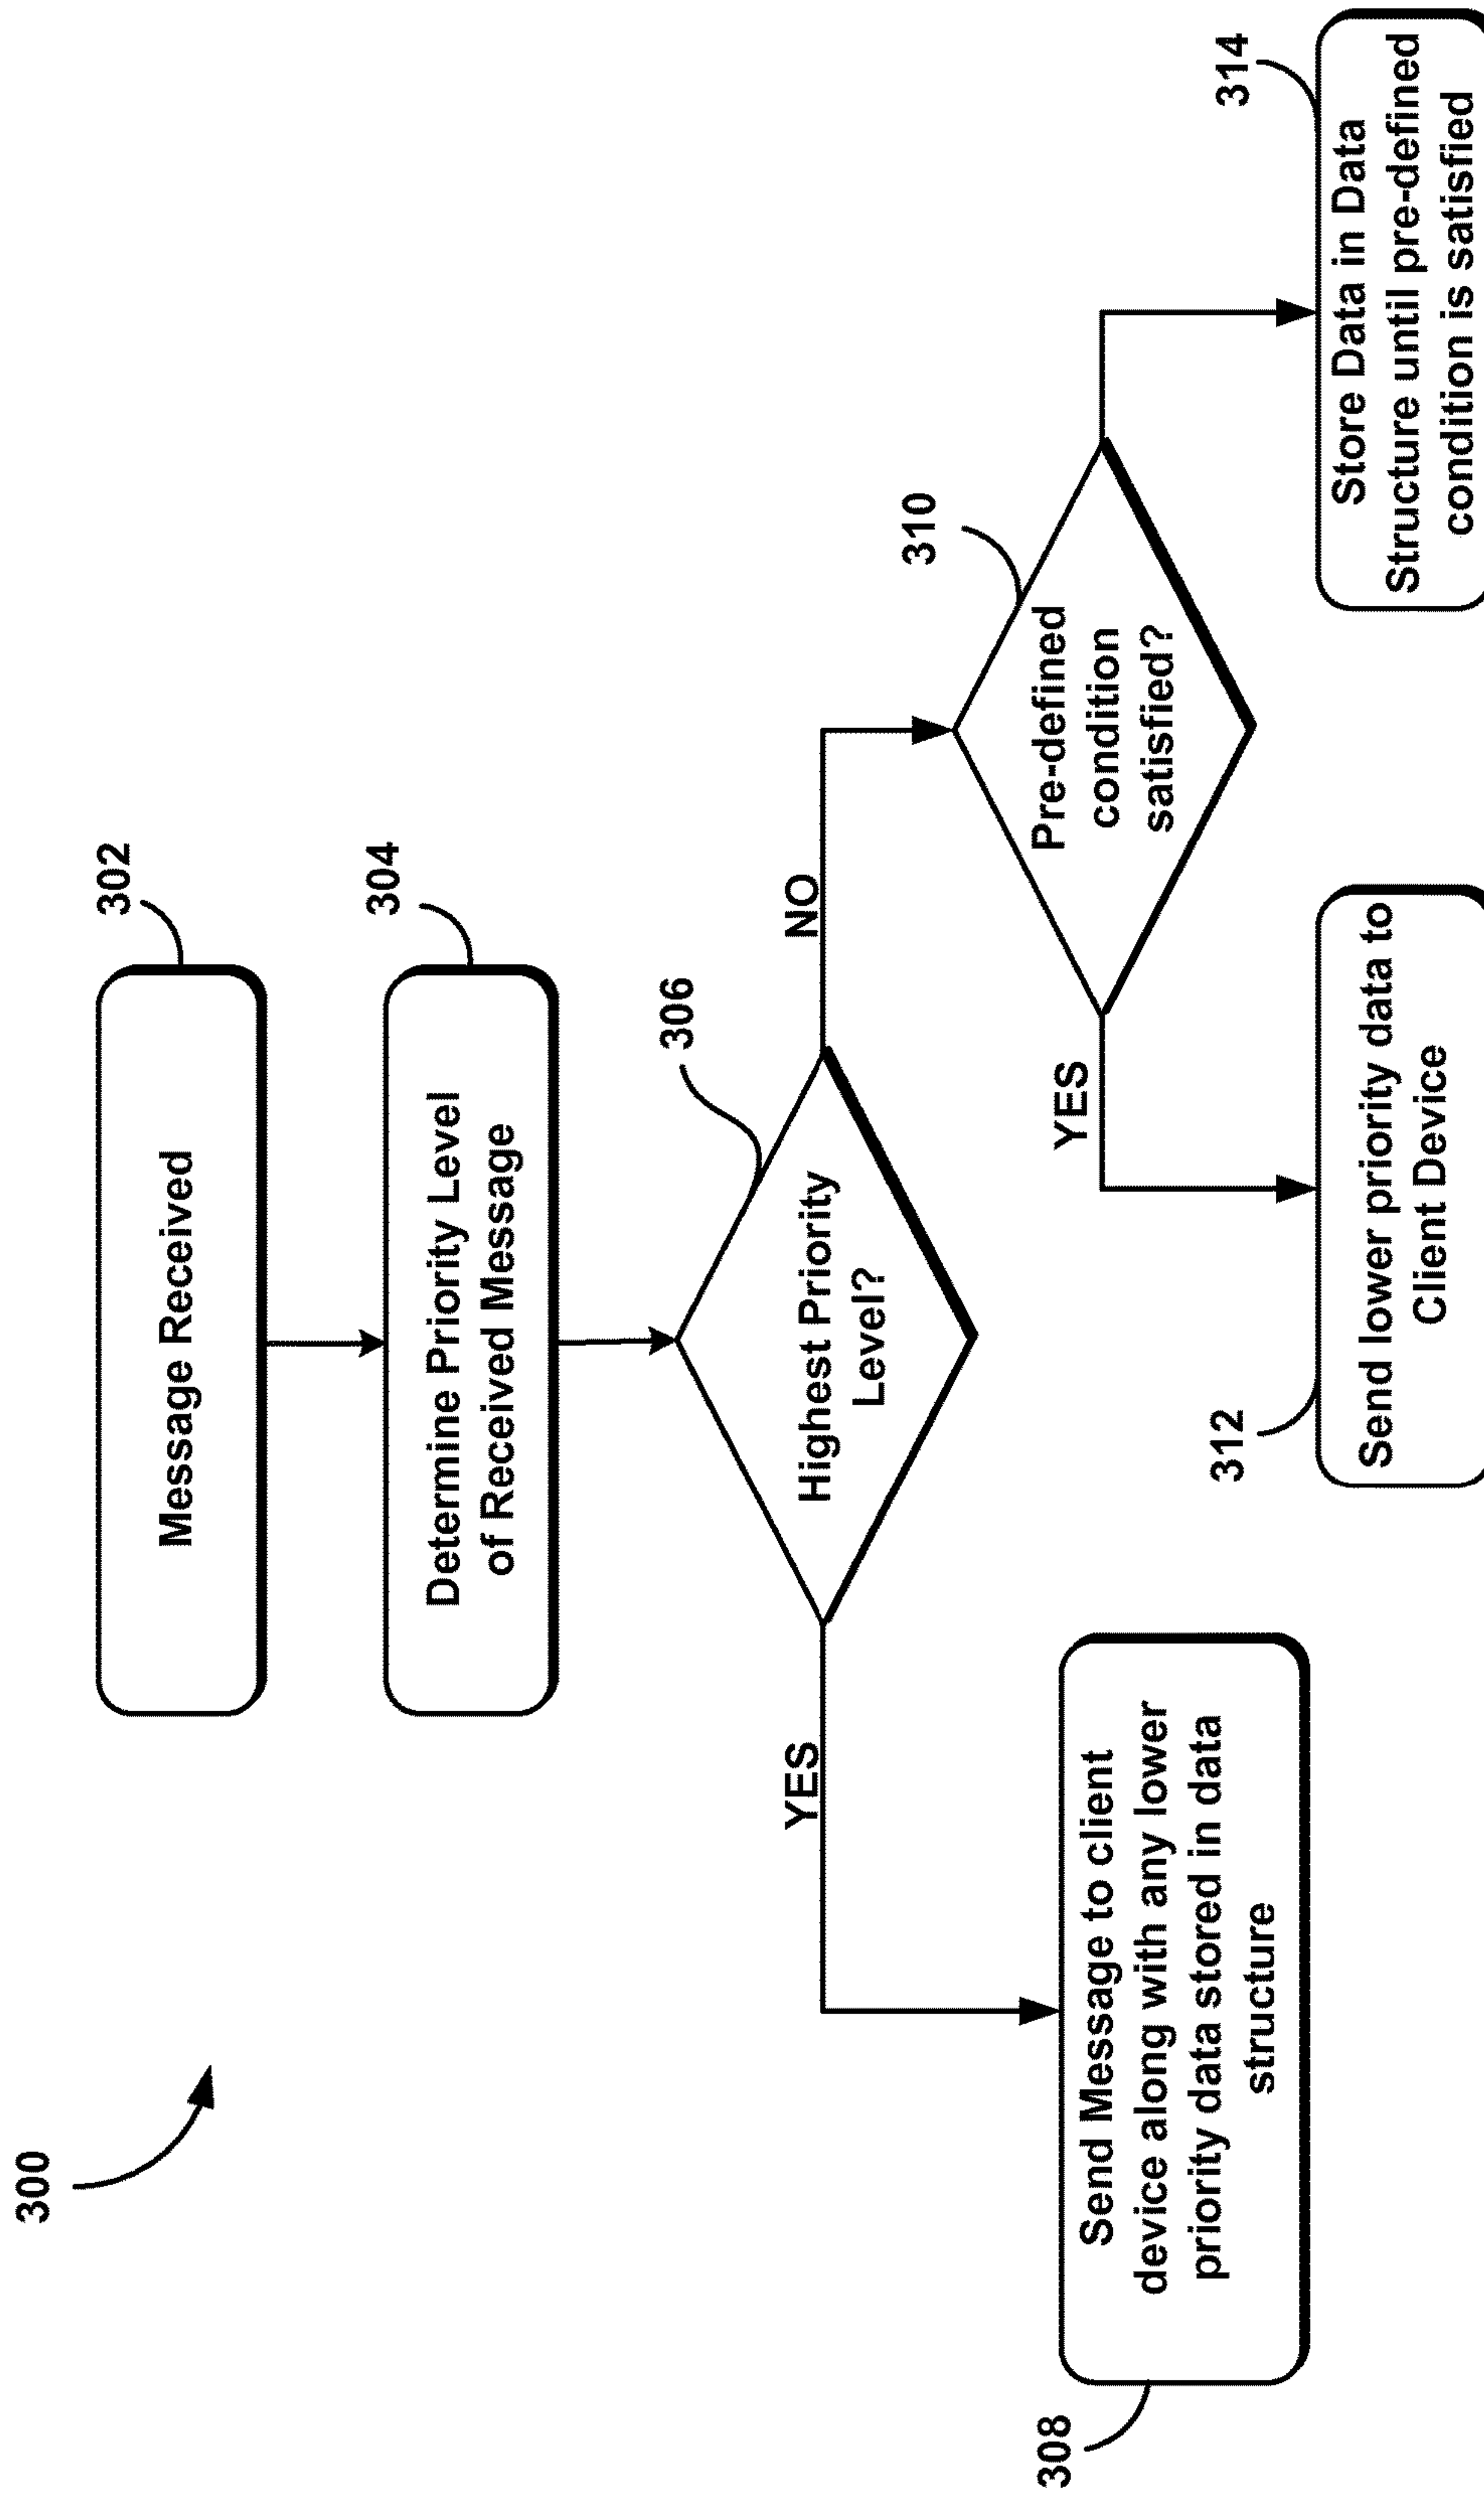 300
302
Message Received
304
Determine Priority Level
of Received Message
306
Highest Priority
Level?
YES
NO
308
Send Message to client
device along with any lower
priority data stored in data
structure
310
Pre-defined
condition
satisfied?
YES
312
Send lower priority data to
Client Device
314
Store Data in Data
Structure until pre-defined
condition is satisfied